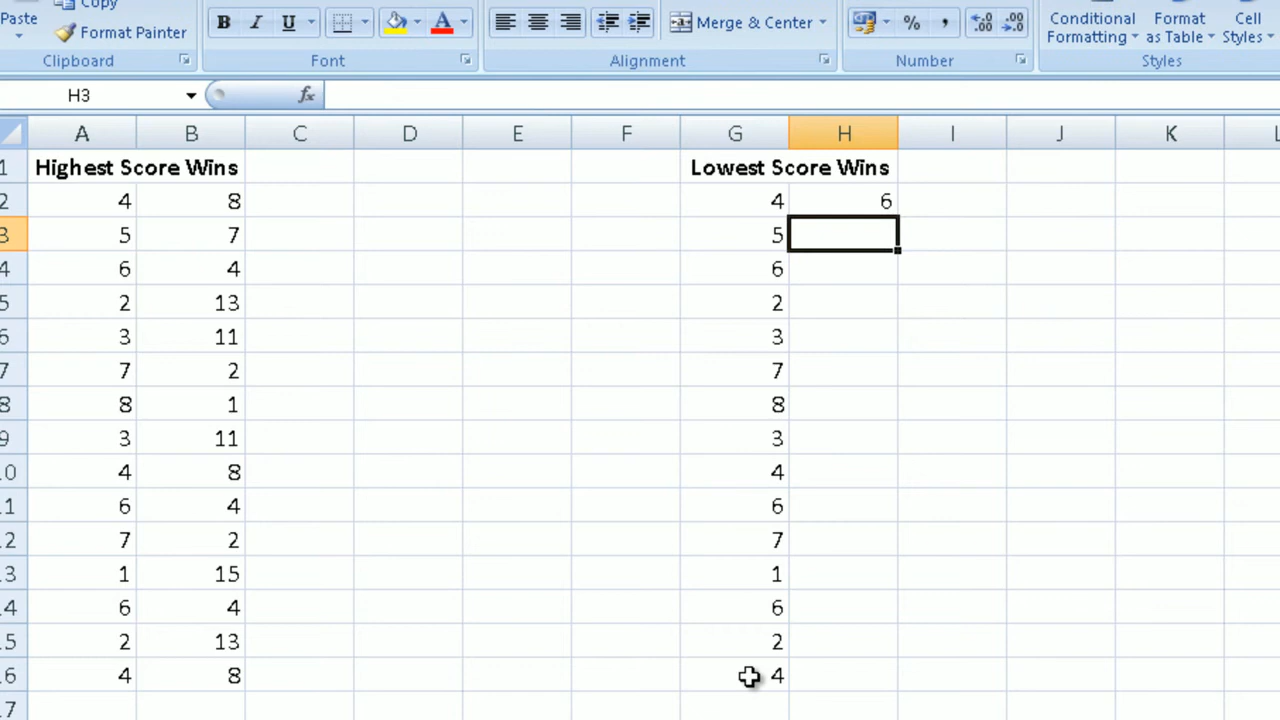 Copy
Paste Format Painter B I U A Merge & Center % , .0 .00 .00 .0 Conditional Formatting Format as Table Cell Styles
Clipboard Font Alignment Number Styles
H3 fx
A B C D E F G H I J K L
1 Highest Score Wins Lowest Score Wins
2 4 8 4 6
3 5 7 5
4 6 4 6
5 2 13 2
6 3 11 3
7 7 2 7
8 8 1 8
9 3 11 3
10 4 8 4
11 6 4 6
12 7 2 7
13 1 15 1
14 6 4 6
15 2 13 2
16 4 8 4
17